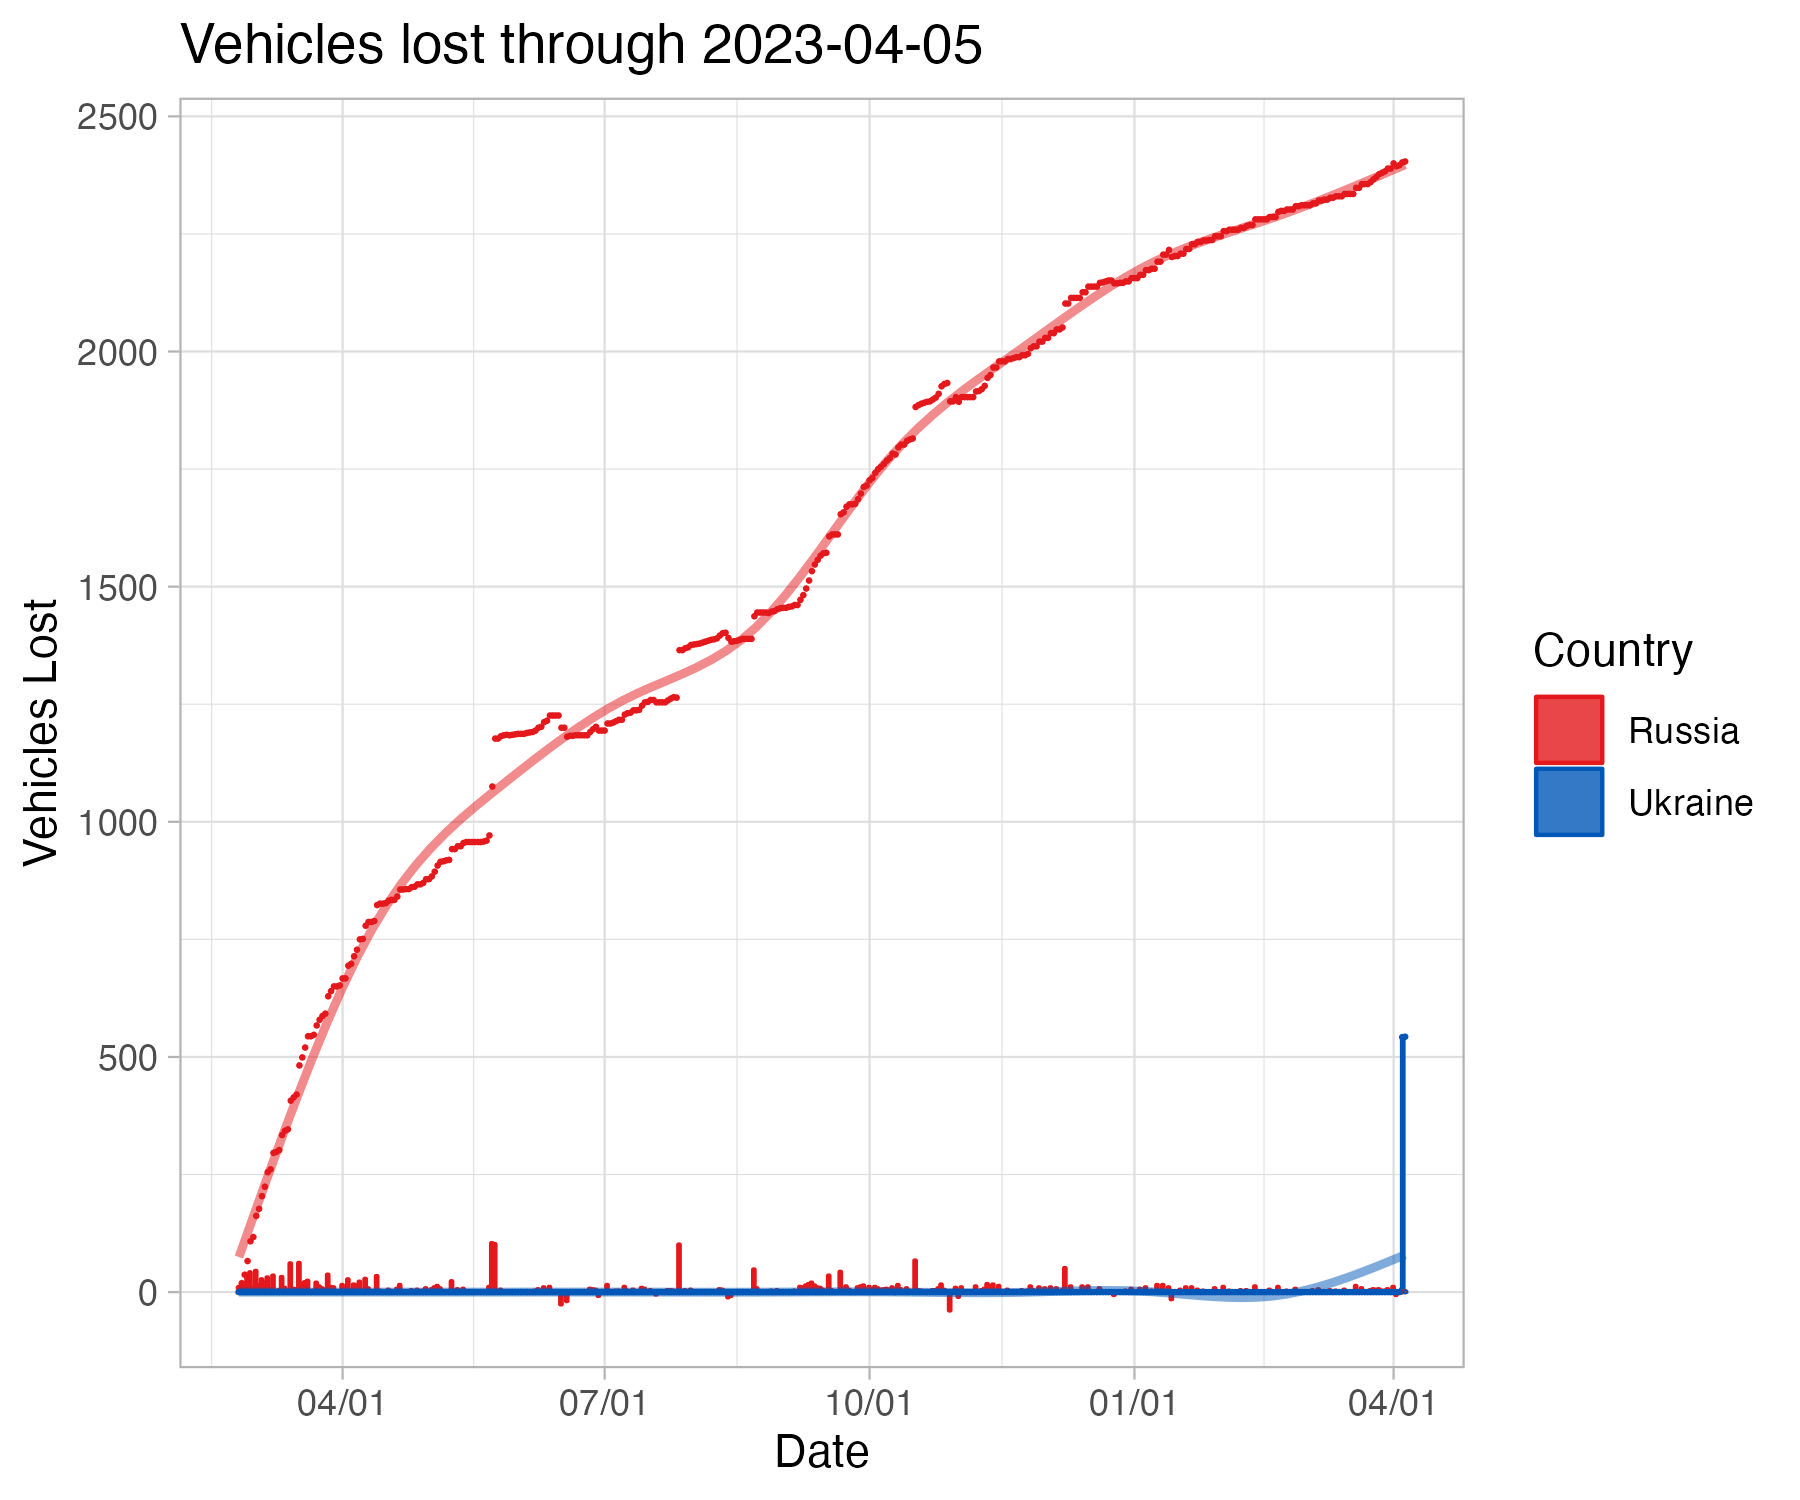 Vehicles lost through 2023-04-05
2500
2000
1500
1000
500
0
Vehicles Lost
04/01
07/01
10/01
01/01
04/01
Date
Country
Russia
Ukraine